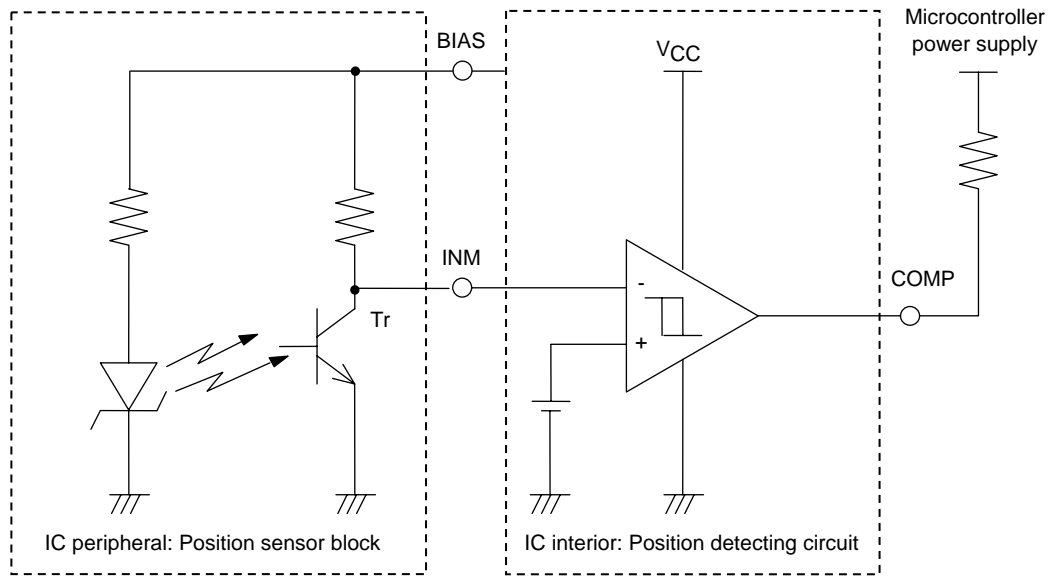 Microcontroller
power supply
BIAS
VCC
INM
COMP
Tr
-
+
IC peripheral: Position sensor block
IC interior: Position detecting circuit